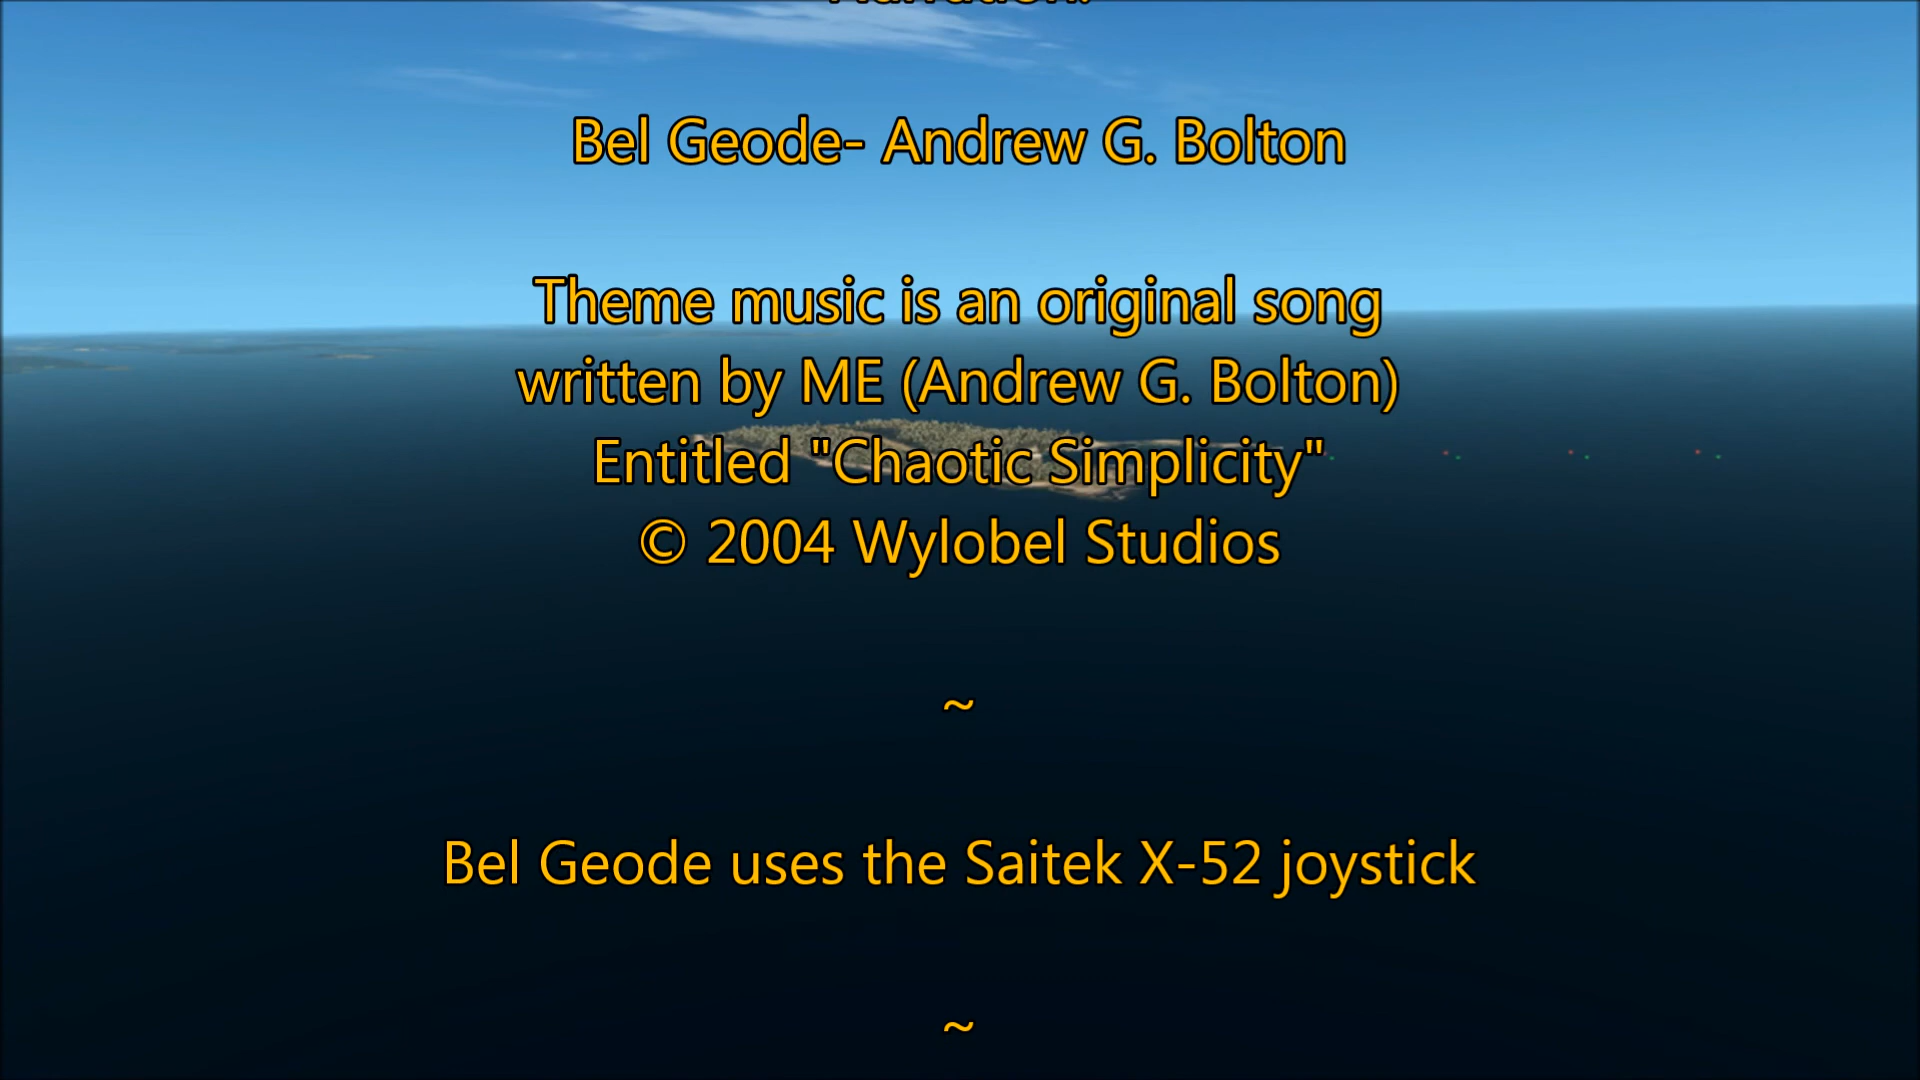 Narration:
Bel Geode- Andrew G. Bolton
Theme music is an original song
written by ME (Andrew G. Bolton)
Entitled "Chaotic Simplicity"
© 2004 Wylobel Studios
~
Bel Geode uses the Saitek X-52 joystick
~